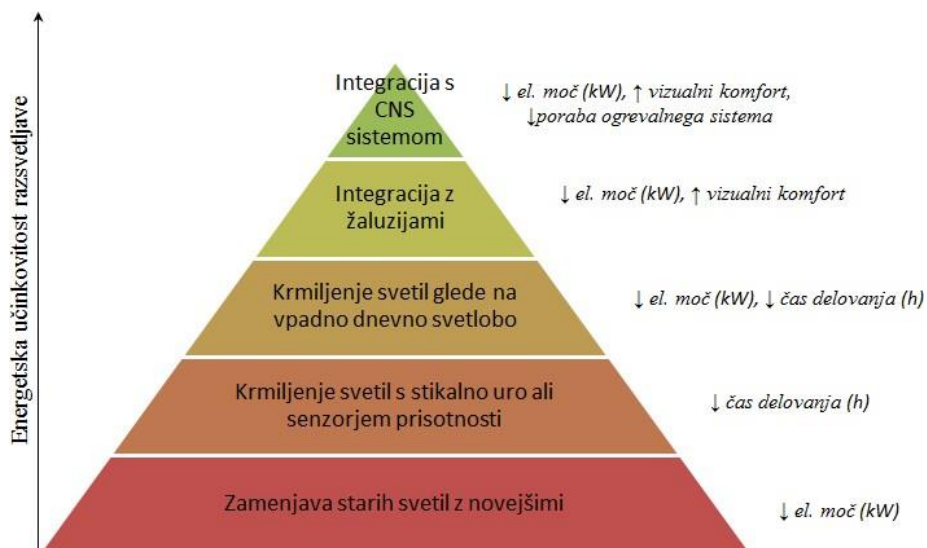 Energetska učinkovitost razsvetljave
Integracija s
CNS
sistemom
↓ el. moč (kW), ↑ vizualni komfort,
↓poraba ogrevalnega sistema
Integracija z
žaluzijami
↓ el. moč (kW), ↑ vizualni komfort
Krmiljenje svetil glede na
vpadno dnevno svetlobo
↓ el. moč (kW), ↓ čas delovanja (h)
Krmiljenje svetil s stikalno uro ali
senzorjem prisotnosti
↓ čas delovanja (h)
Zamenjava starih svetil z novejšimi
↓ el. moč (kW)